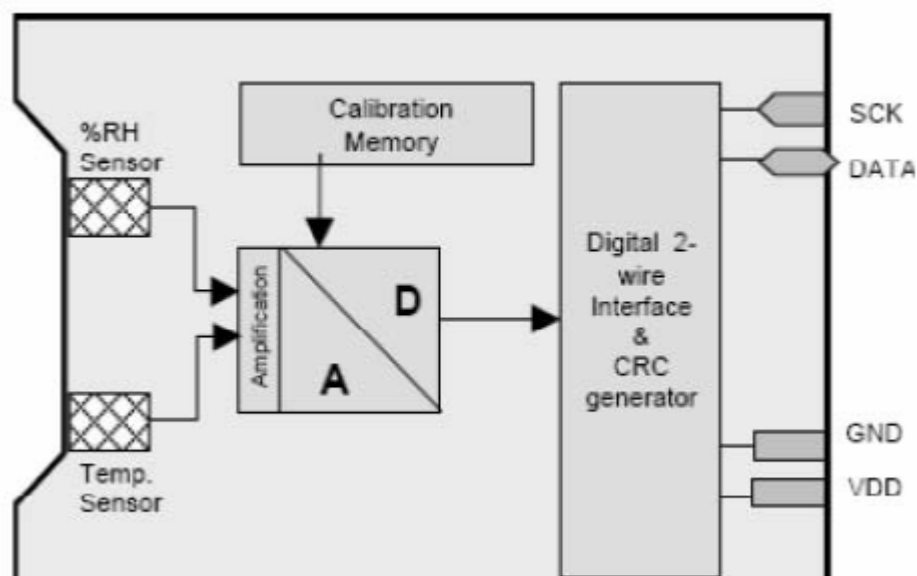 Calibration
Memory
%RH
Sensor
Amplification
D
A
Temp.
Sensor
Digital 2-
wire
Interface
&
CRC
generator
SCK
DATA
GND
VDD